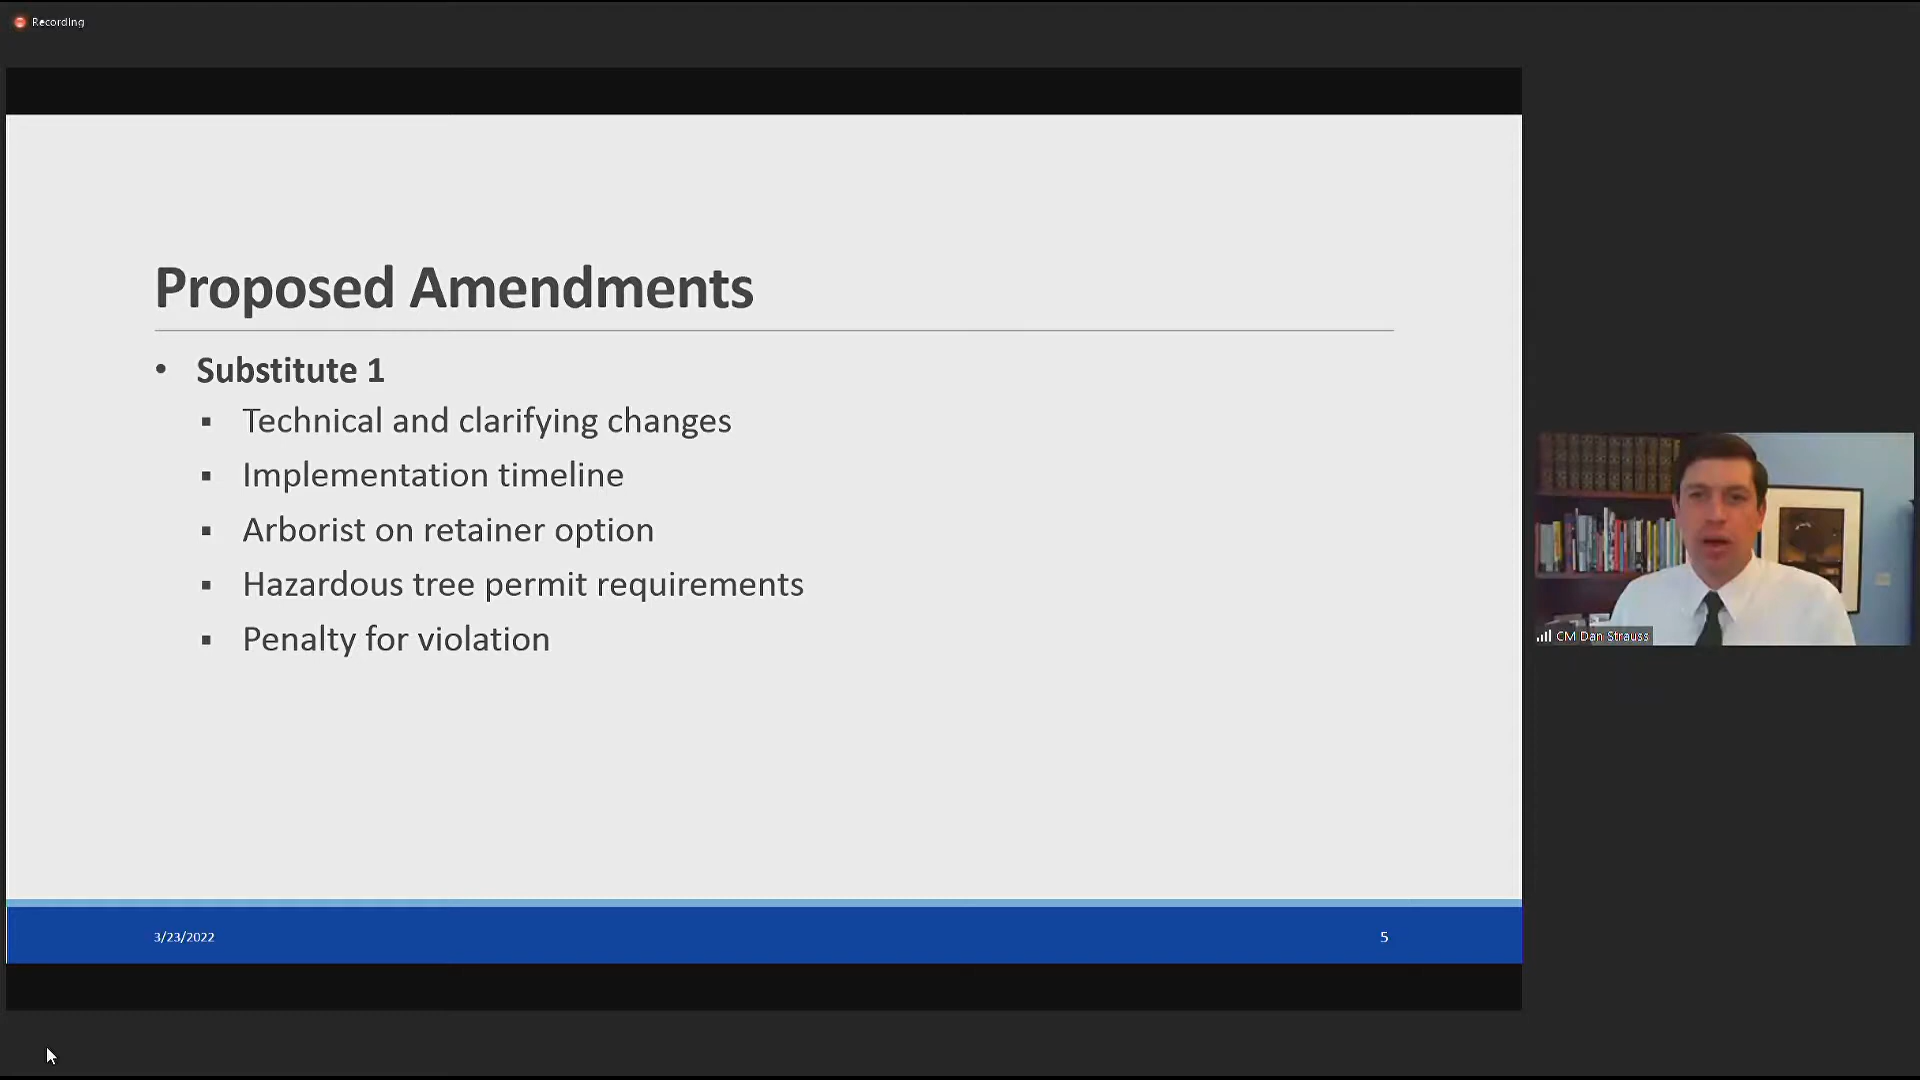 Recording
Proposed Amendments
• Substitute 1
▪ Technical and clarifying changes
▪ Implementation timeline
▪ Arborist on retainer option
▪ Hazardous tree permit requirements
▪ Penalty for violation
CM Dan Strauss
3/23/2022
5